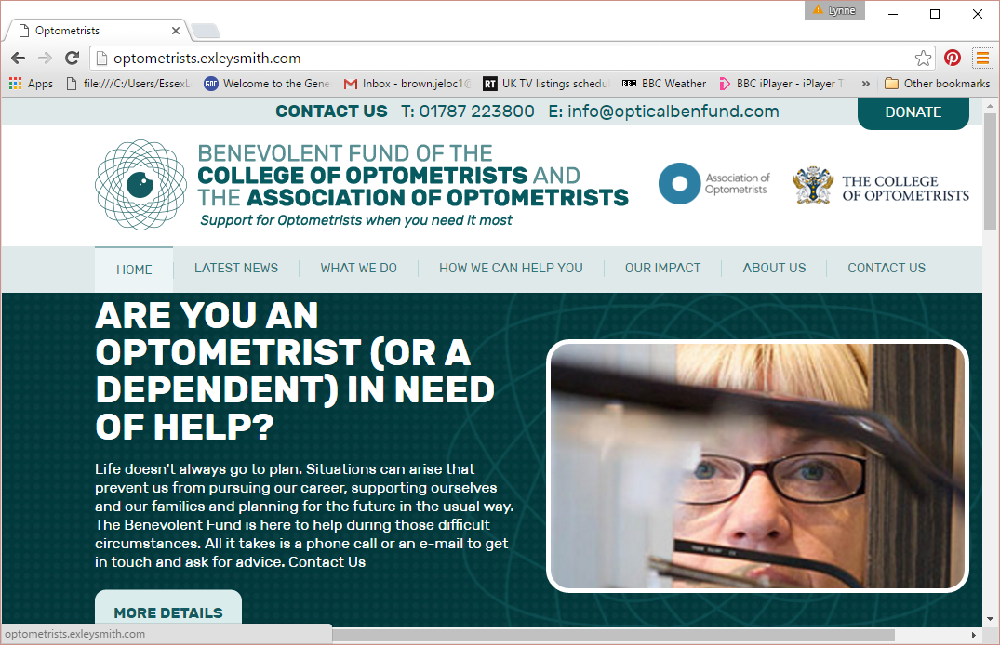 Lynne
Optometrists
optometrists.exleysmith.com
Apps
file:///C:/Users/EssexL
GOC Welcome to the Gene
Inbox - brown.jeloc1@
RT UK TV listings schedu
BBC BBC Weather
BBC iPlayer - iPlayer T
»
Other bookmarks
CONTACT US T: 01787 223800 E: info@opticalbenfund.com
DONATE
BENEVOLENT FUND OF THE
COLLEGE OF OPTOMETRISTS AND
THE ASSOCIATION OF OPTOMETRISTS
Support for Optometrists when you need it most
Association of
Optometrists
THE COLLEGE
OF OPTOMETRISTS
HOME LATEST NEWS WHAT WE DO HOW WE CAN HELP YOU OUR IMPACT ABOUT US CONTACT US
ARE YOU AN
OPTOMETRIST (OR A
DEPENDENT) IN NEED
OF HELP?
Life doesn't always go to plan. Situations can arise that
prevent us from pursuing our career, supporting ourselves
and our families and planning for the future in the usual way.
The Benevolent Fund is here to help during those difficult
circumstances. All it takes is a phone call or an e-mail to get
in touch and ask for advice. Contact Us
MORE DETAILS
optometrists.exleysmith.com